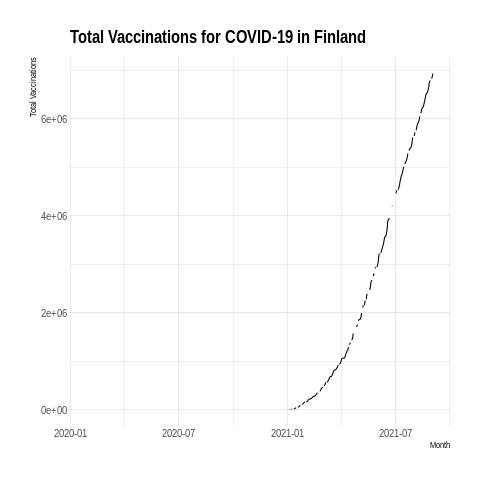 Total Vaccinations for COVID-19 in Finland
Total Vaccinations
6e+06
4e+06
2e+06
0e+00
2020-01 2020-07 2021-01 2021-07
Month